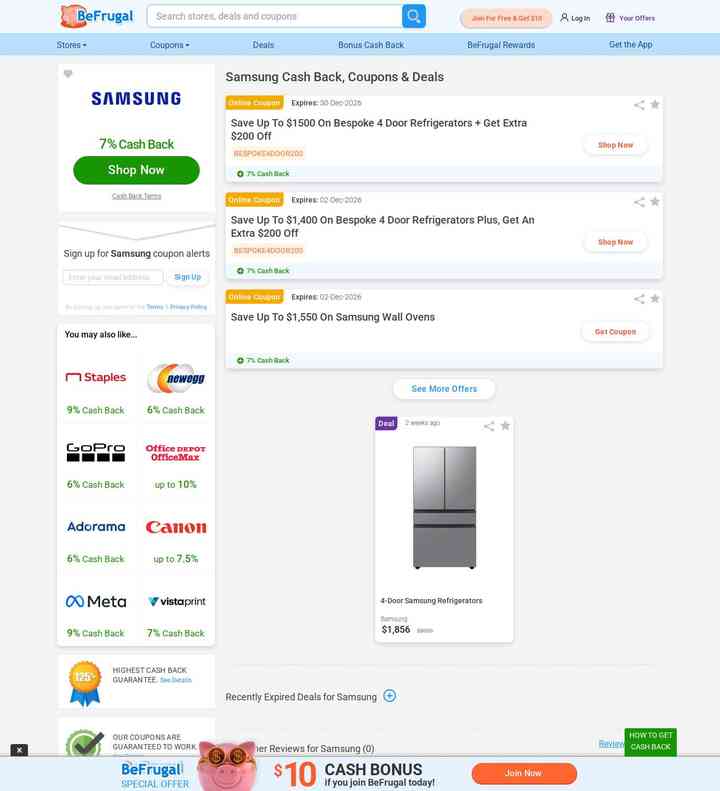 BeFrugal
Search stores, deals and coupons
Join For Free & Get $10
Log In
Your Offers
Stores
Coupons
Deals
Bonus Cash Back
BeFrugal Rewards
Get the App
SAMSUNG
7% Cash Back
Shop Now
Cash Back Terms
Sign up for Samsung coupon alerts
Enter your email address
Sign Up
Terms & Privacy Policy
You may also like...
Staples
newegg
9% Cash Back
6% Cash Back
GoPro
Office DEPOT
OfficeMax
6% Cash Back
up to 10%
Adorama
Canon
6% Cash Back
up to 7.5%
Meta
vistaprint
9% Cash Back
7% Cash Back
125%
HIGHEST CASH BACK
GUARANTEE. See Details
OUR COUPONS ARE
GUARANTEED TO WORK.
Samsung Cash Back, Coupons & Deals
Online Coupon
Expires: 30-Dec-2026
Save Up To $1500 On Bespoke 4 Door Refrigerators + Get Extra
$200 Off
BESPOKE4DOOR200
Shop Now
7% Cash Back
Online Coupon
Expires: 02-Dec-2026
Save Up To $1,400 On Bespoke 4 Door Refrigerators Plus, Get An
Extra $200 Off
BESPOKE4DOOR200
Shop Now
7% Cash Back
Online Coupon
Expires: 02-Dec-2026
Save Up To $1,550 On Samsung Wall Ovens
Get Coupon
7% Cash Back
See More Offers
Deal
2 weeks ago
4-Door Samsung Refrigerators
Samsung
$1,856
Recently Expired Deals for Samsung
er Reviews for Samsung (0)
Review
HOW TO GET
CASH BACK
x
BeFrugal
SPECIAL OFFER
$10 CASH BONUS
if you join BeFrugal today!
Join Now